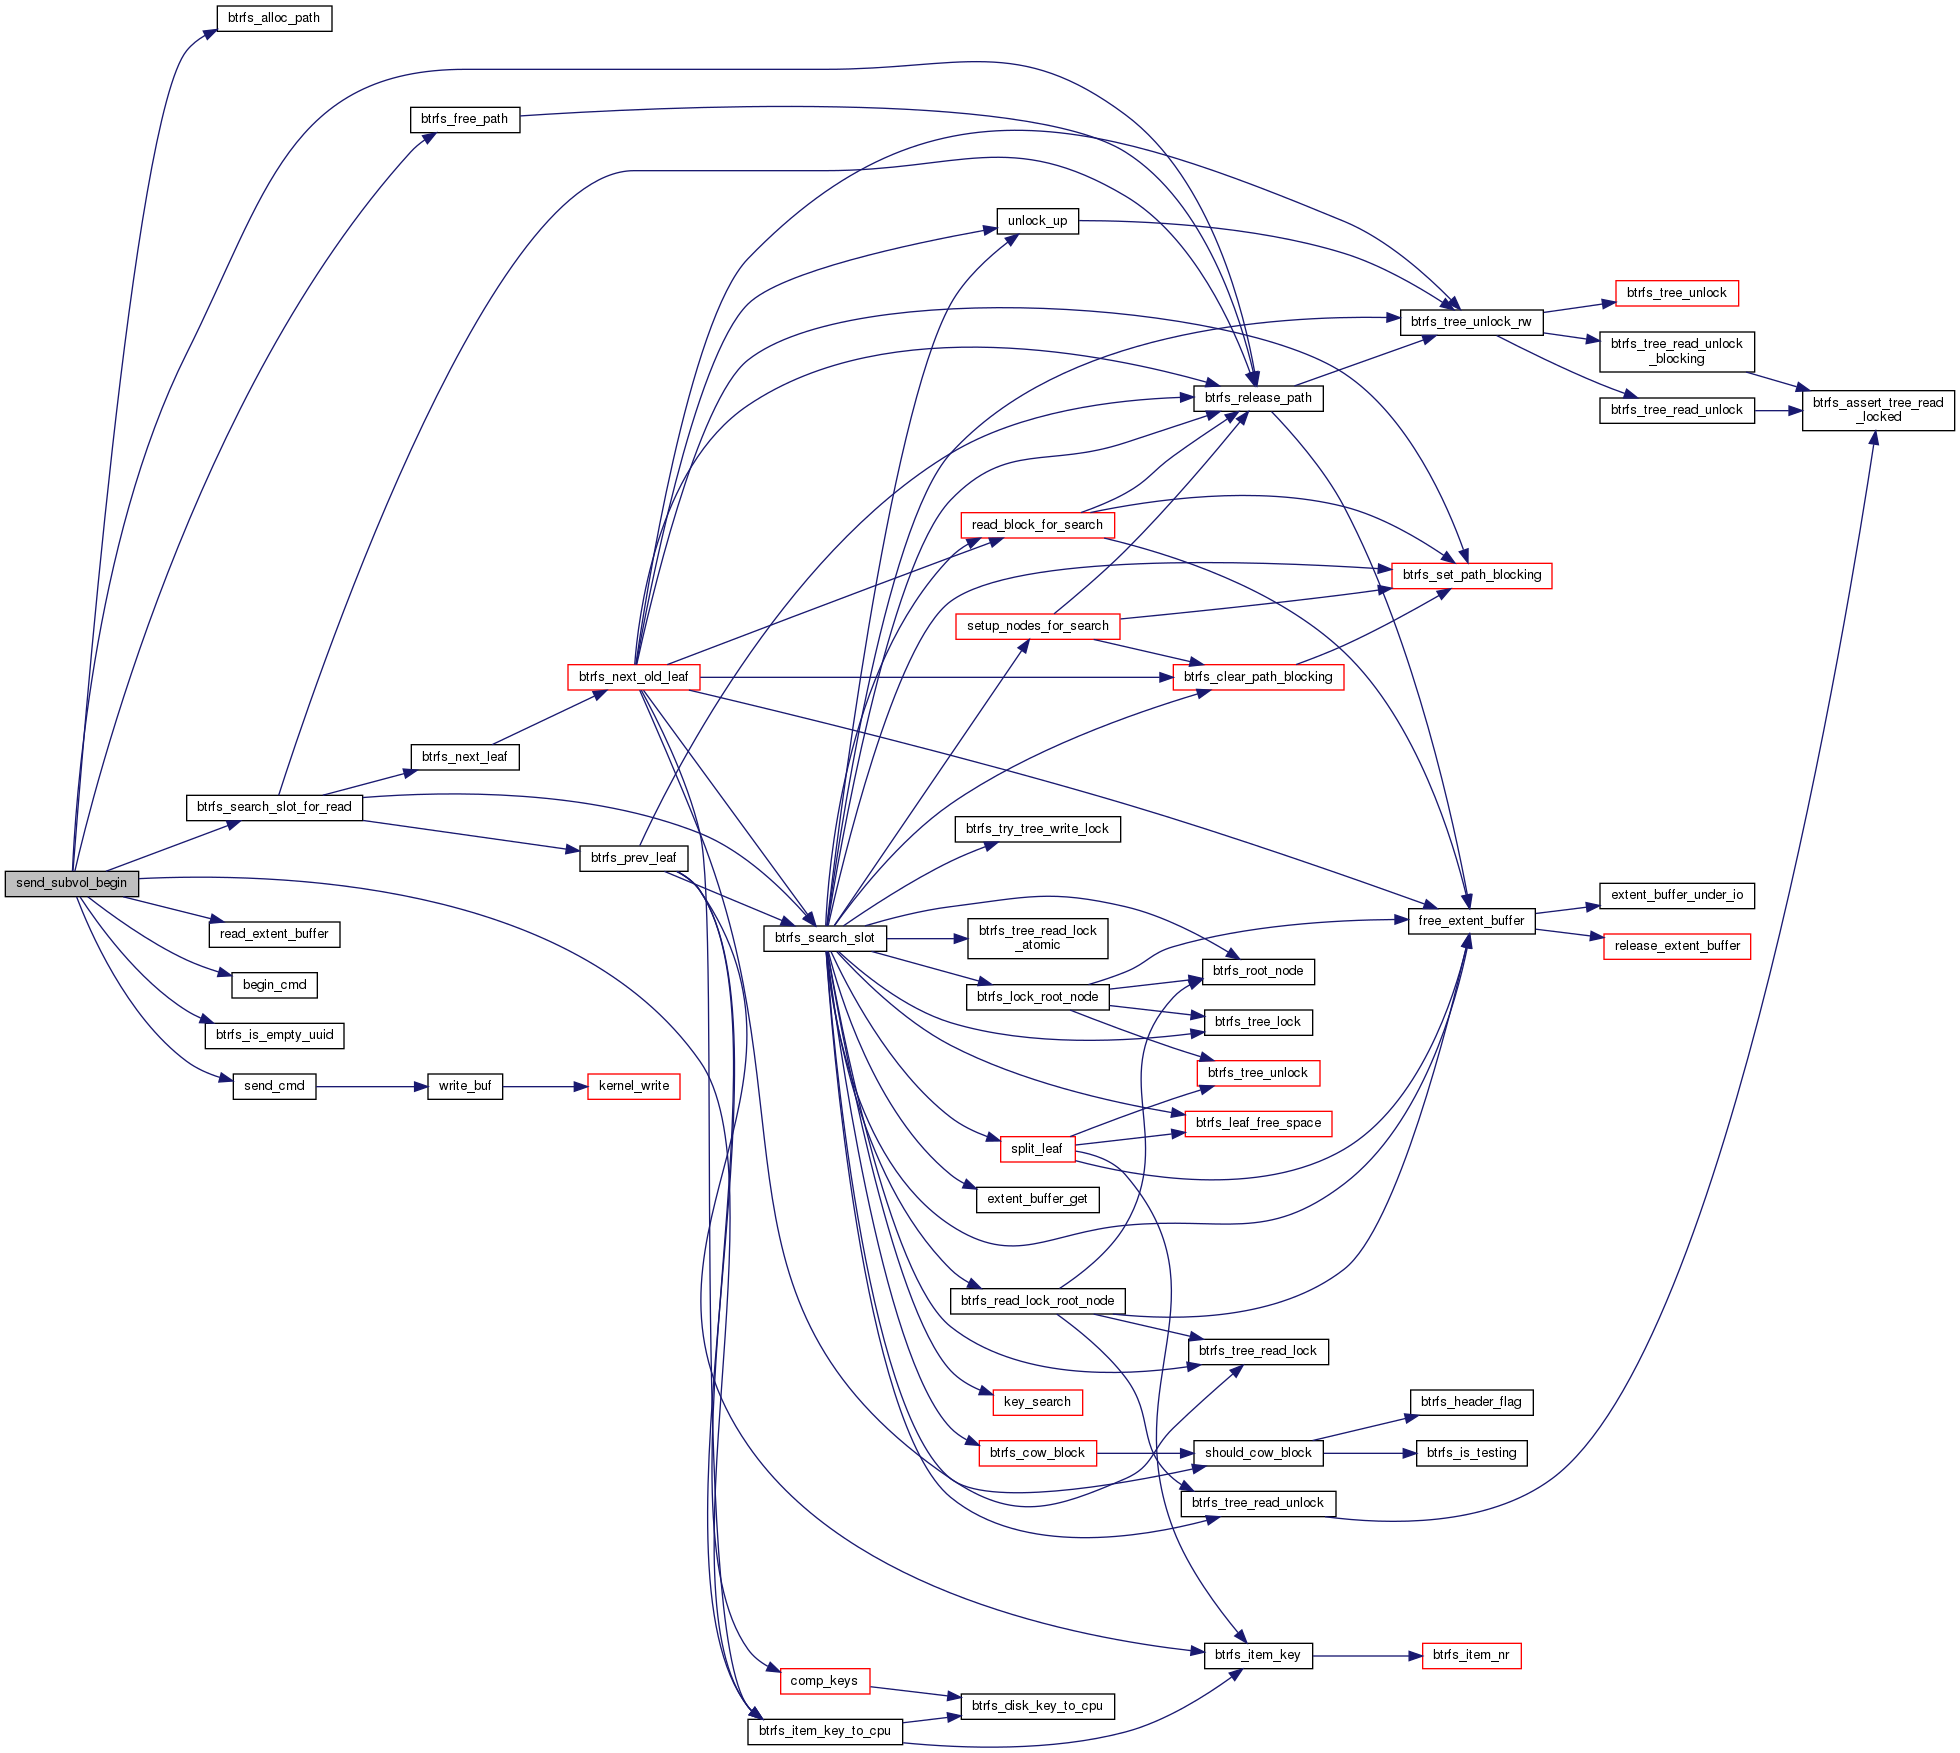 btrfs_alloc_path
btrfs_free_path
unlock_up
btrfs_tree_unlock
btrfs_tree_unlock_rw
btrfs_tree_read_unlock
_blocking
btrfs_release_path
btrfs_tree_read_unlock
btrfs_assert_tree_read
_locked
read_block_for_search
btrfs_set_path_blocking
setup_nodes_for_search
btrfs_next_old_leaf
btrfs_clear_path_blocking
btrfs_next_leaf
btrfs_search_slot_for_read
btrfs_try_tree_write_lock
btrfs_prev_leaf
send_subvol_begin
extent_buffer_under_io
free_extent_buffer
read_extent_buffer
btrfs_search_slot
btrfs_tree_read_lock
_atomic
release_extent_buffer
btrfs_root_node
begin_cmd
btrfs_lock_root_node
btrfs_tree_lock
btrfs_is_empty_uuid
btrfs_tree_unlock
send_cmd
write_buf
kernel_write
btrfs_leaf_free_space
split_leaf
extent_buffer_get
btrfs_read_lock_root_node
btrfs_tree_read_lock
key_search
btrfs_header_flag
btrfs_cow_block
should_cow_block
btrfs_is_testing
btrfs_tree_read_unlock
btrfs_item_key
btrfs_item_nr
comp_keys
btrfs_disk_key_to_cpu
btrfs_item_key_to_cpu